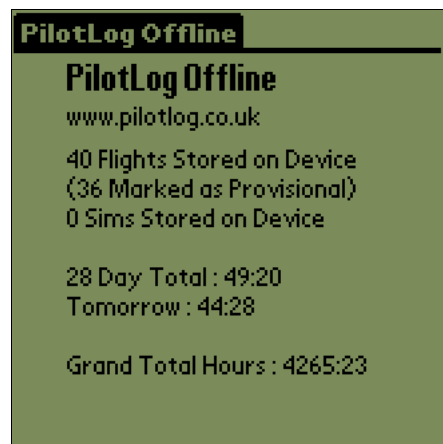 PilotLog Offline
PilotLog Offline
www.pilotlog.co.uk
40 Flights Stored on Device
(36 Marked as Provisional)
0 Sims Stored on Device
28 Day Total : 49:20
Tomorrow : 44:28
Grand Total Hours : 4265:23